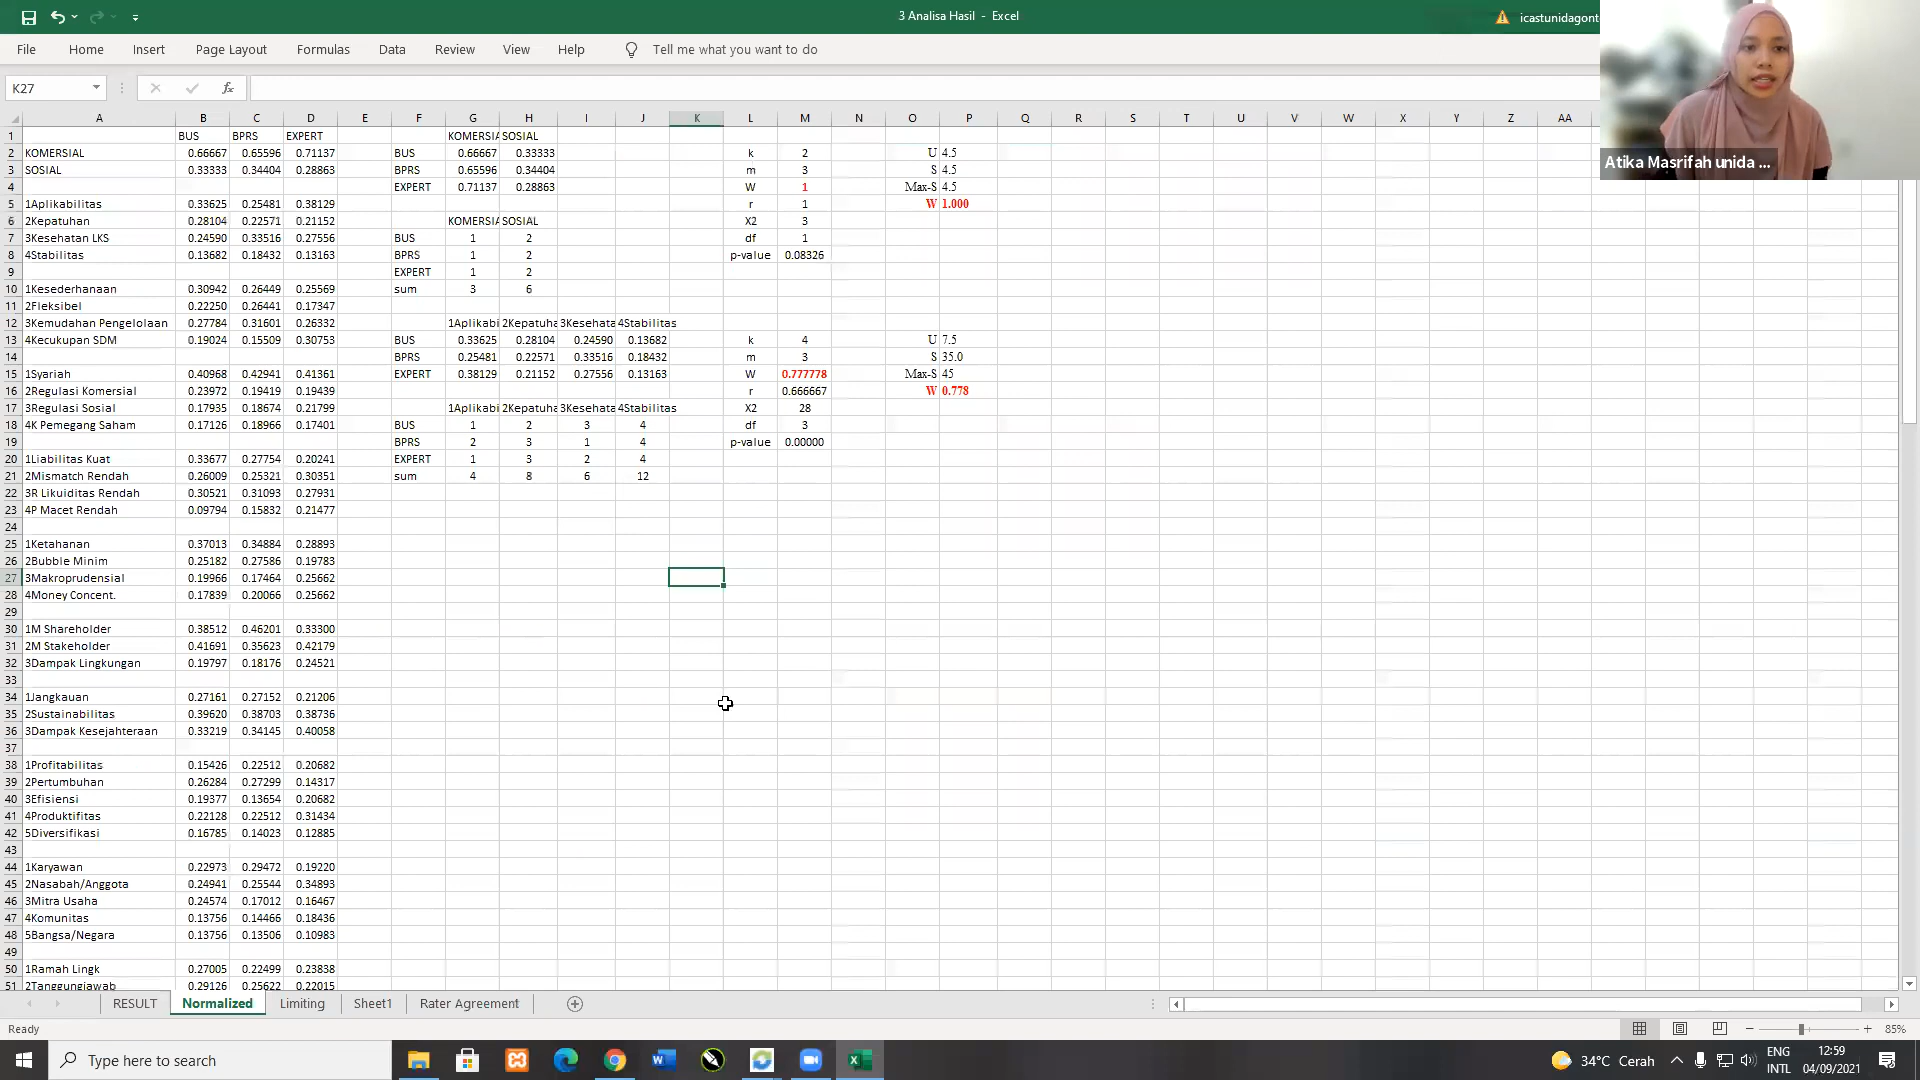 3 Analisa Hasil - Excel
icastunidagont
File Home Insert Page Layout Formulas Data Review View Help Tell me what you want to do
K27
fx
Atika Masrifah unida ...
A B C D E F G H I J K L M N O P Q R S T U V W X Y Z AA
1 BUS BPRS EXPERT KOMERSIA SOSIAL
2 KOMERSIAL 0.66667 0.65596 0.71137 BUS 0.66667 0.33333 k 2 U 4.5
3 SOSIAL 0.33333 0.34404 0.28863 BPRS 0.65596 0.34404 m 3 S 4.5
4 EXPERT 0.71137 0.28863 W 1 Max-S 4.5
5 1Aplikabilitas 0.33625 0.25481 0.38129 r 1 W 1.000
6 2Kepatuhan 0.28104 0.22571 0.21152 KOMERSIA SOSIAL X2 3
7 3Kesehatan LKS 0.24590 0.33516 0.27556 BUS 1 2 df 1
8 4Stabilitas 0.13682 0.18432 0.13163 BPRS 1 2 p-value 0.08326
9 EXPERT 1 2
10 1Kesederhanaan 0.30942 0.26449 0.25569 sum 3 6
11 2Fleksibel 0.22250 0.26441 0.17347
12 3Kemudahan Pengelolaan 0.27784 0.31601 0.26332 1Aplikabi 2Kepatuha 3Kesehata 4Stabilitas
13 4Kecukupan SDM 0.19024 0.15509 0.30753 BUS 0.33625 0.28104 0.24590 0.13682 k 4 U 7.5
14 BPRS 0.25481 0.22571 0.33516 0.18432 m 3 S 35.0
15 1Syariah 0.40968 0.42941 0.41361 EXPERT 0.38129 0.21152 0.27556 0.13163 W 0.777778 Max-S 45
16 2Regulasi Komersial 0.23972 0.19419 0.19439 r 0.666667 W 0.778
17 3Regulasi Sosial 0.17935 0.18674 0.21799 1Aplikabi 2Kepatuha 3Kesehata 4Stabilitas X2 28
18 4K Pemegang Saham 0.17126 0.18966 0.17401 BUS 1 2 3 4 df 3
19 BPRS 2 3 1 4 p-value 0.00000
20 1Liabilitas Kuat 0.33677 0.27754 0.20241 EXPERT 1 3 2 4
21 2Mismatch Rendah 0.26009 0.25321 0.30351 sum 4 8 6 12
22 3R Likuiditas Rendah 0.30521 0.31093 0.27931
23 4P Macet Rendah 0.09794 0.15832 0.21477
24
25 1Ketahanan 0.37013 0.34884 0.28893
26 2Bubble Minim 0.25182 0.27586 0.19783
27 3Makroprudensial 0.19966 0.17464 0.25662
28 4Money Concent. 0.17839 0.20066 0.25662
29
30 1M Shareholder 0.38512 0.46201 0.33300
31 2M Stakeholder 0.41691 0.35623 0.42179
32 3Dampak Lingkungan 0.19797 0.18176 0.24521
33
34 1Jangkauan 0.27161 0.27152 0.21206
35 2Sustainabilitas 0.39620 0.38703 0.38736
36 3Dampak Kesejahteraan 0.33219 0.34145 0.40058
37
38 1Profitabilitas 0.15426 0.22512 0.20682
39 2Pertumbuhan 0.26284 0.27299 0.14317
40 3Efisiensi 0.19377 0.13654 0.20682
41 4Produktifitas 0.22128 0.22512 0.31434
42 5Diversifikasi 0.16785 0.14023 0.12885
43
44 1Karyawan 0.22973 0.29472 0.19220
45 2Nasabah/Anggota 0.24941 0.25544 0.34893
46 3Mitra Usaha 0.24574 0.17012 0.16467
47 4Komunitas 0.13756 0.14466 0.18436
48 5Bangsa/Negara 0.13756 0.13506 0.10983
49
50 1Ramah Lingk 0.27005 0.22499 0.23838
51 2Tanggungjawab 0.29126 0.25622 0.22015
RESULT Normalized Limiting Sheet1 Rater Agreement
Ready 85%
Type here to search 34°C Cerah ENG 12:59
INTL 04/09/2021